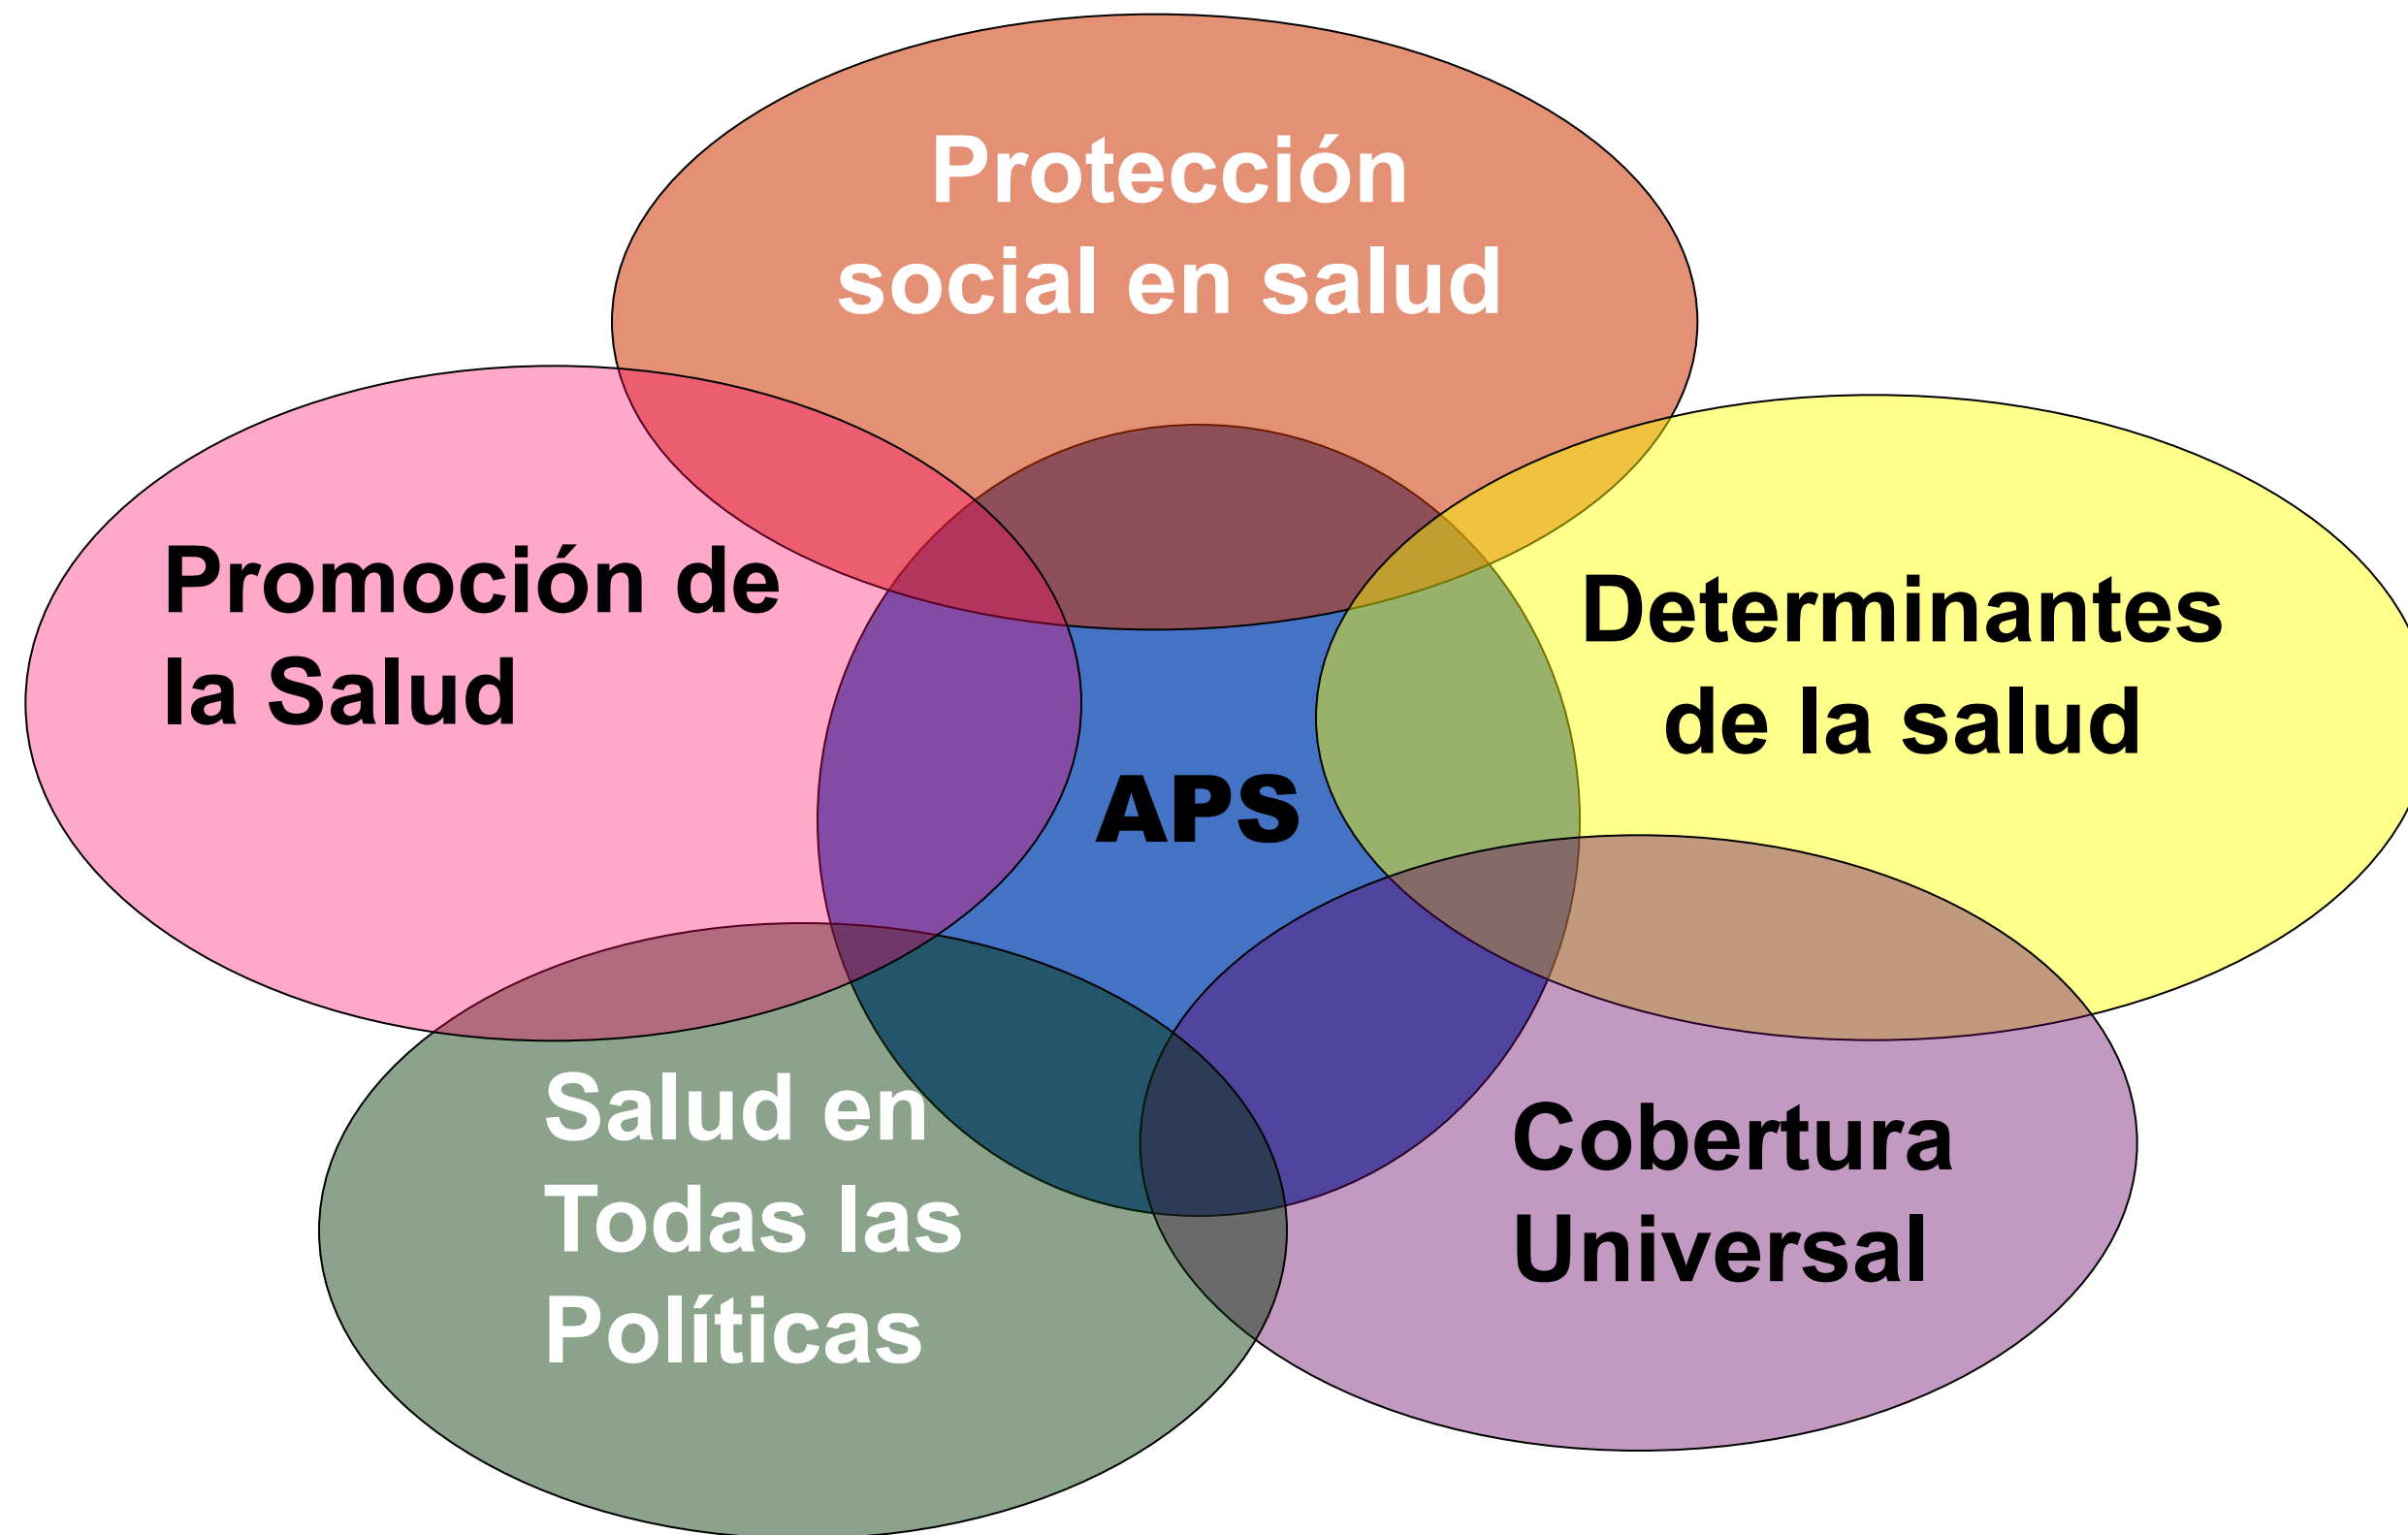 Protección
social en salud
Promoción de
la Salud
Determinantes
de la salud
APS
Salud en
Todas las
Políticas
Cobertura
Universal